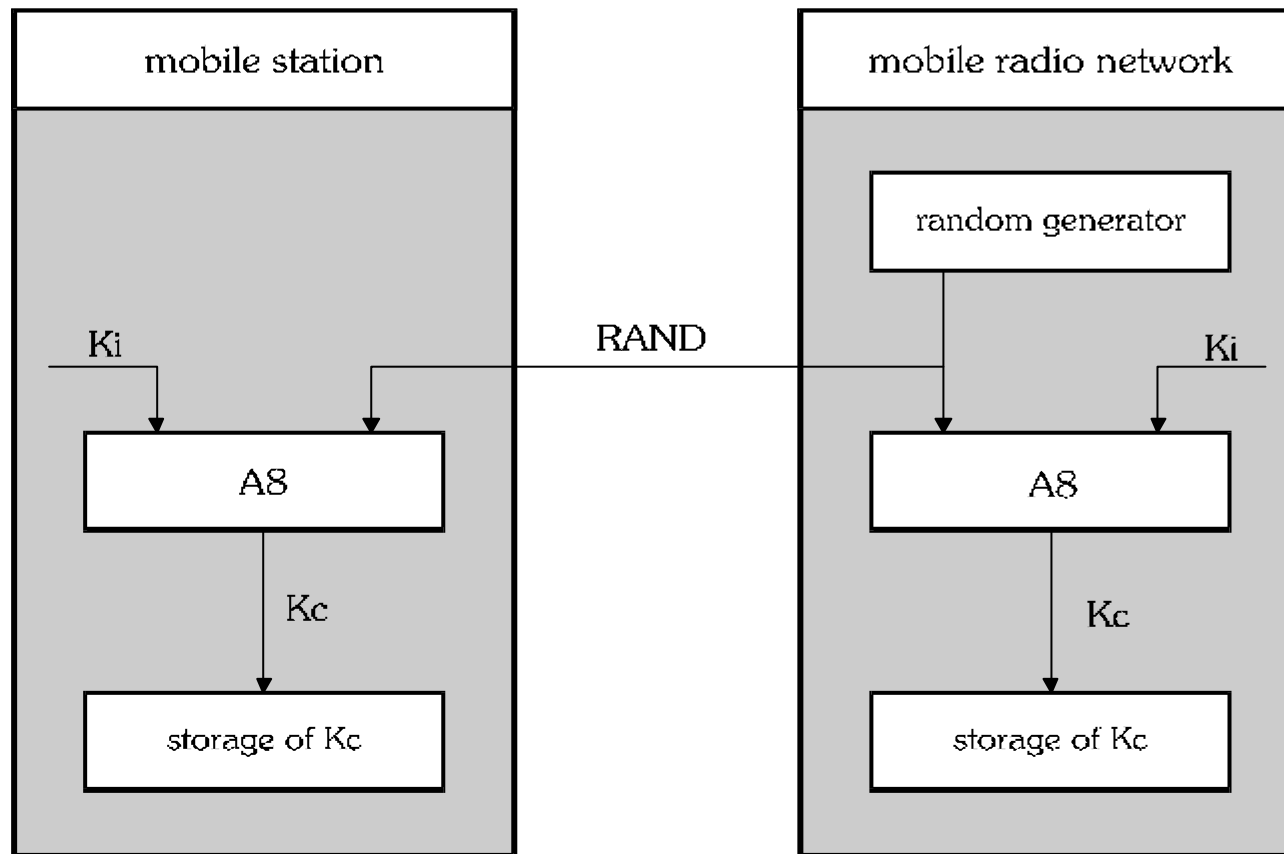 mobile station
mobile radio network
random generator
Ki
RAND
Ki
A8
A8
Kc
Kc
storage of Kc
storage of Kc